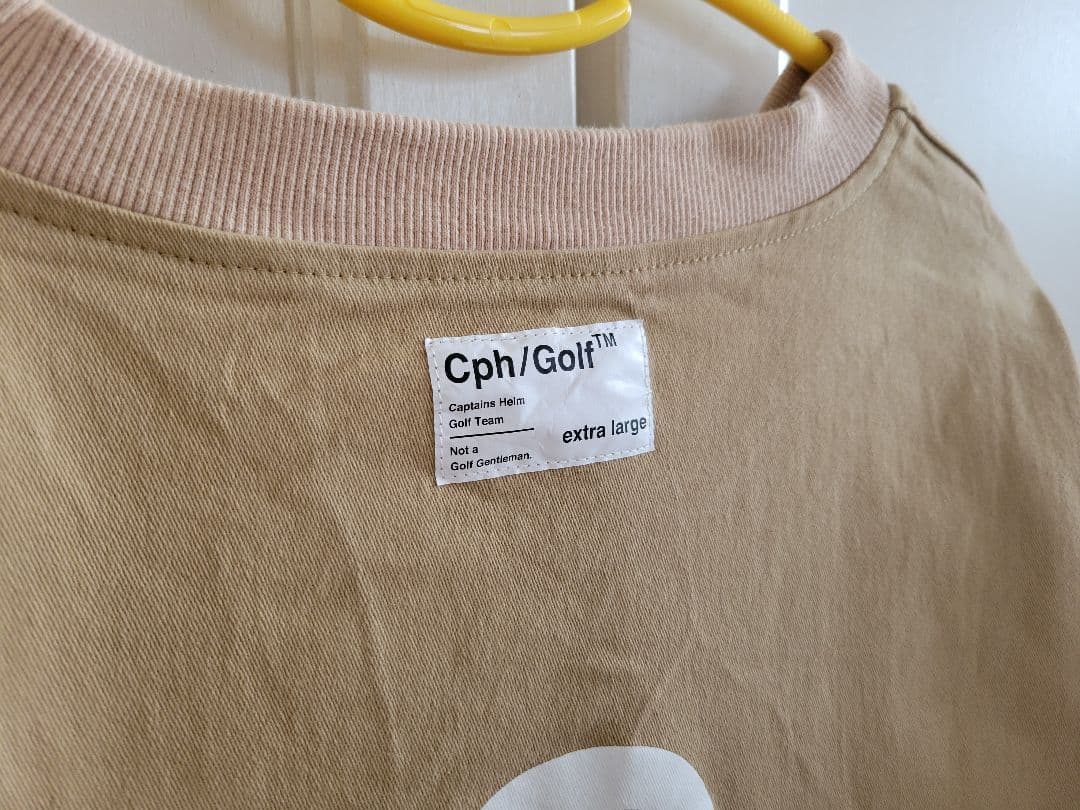 Cph/Golf™
Captains Helm
Golf Team
Not a
Golf Gentleman.
extra large